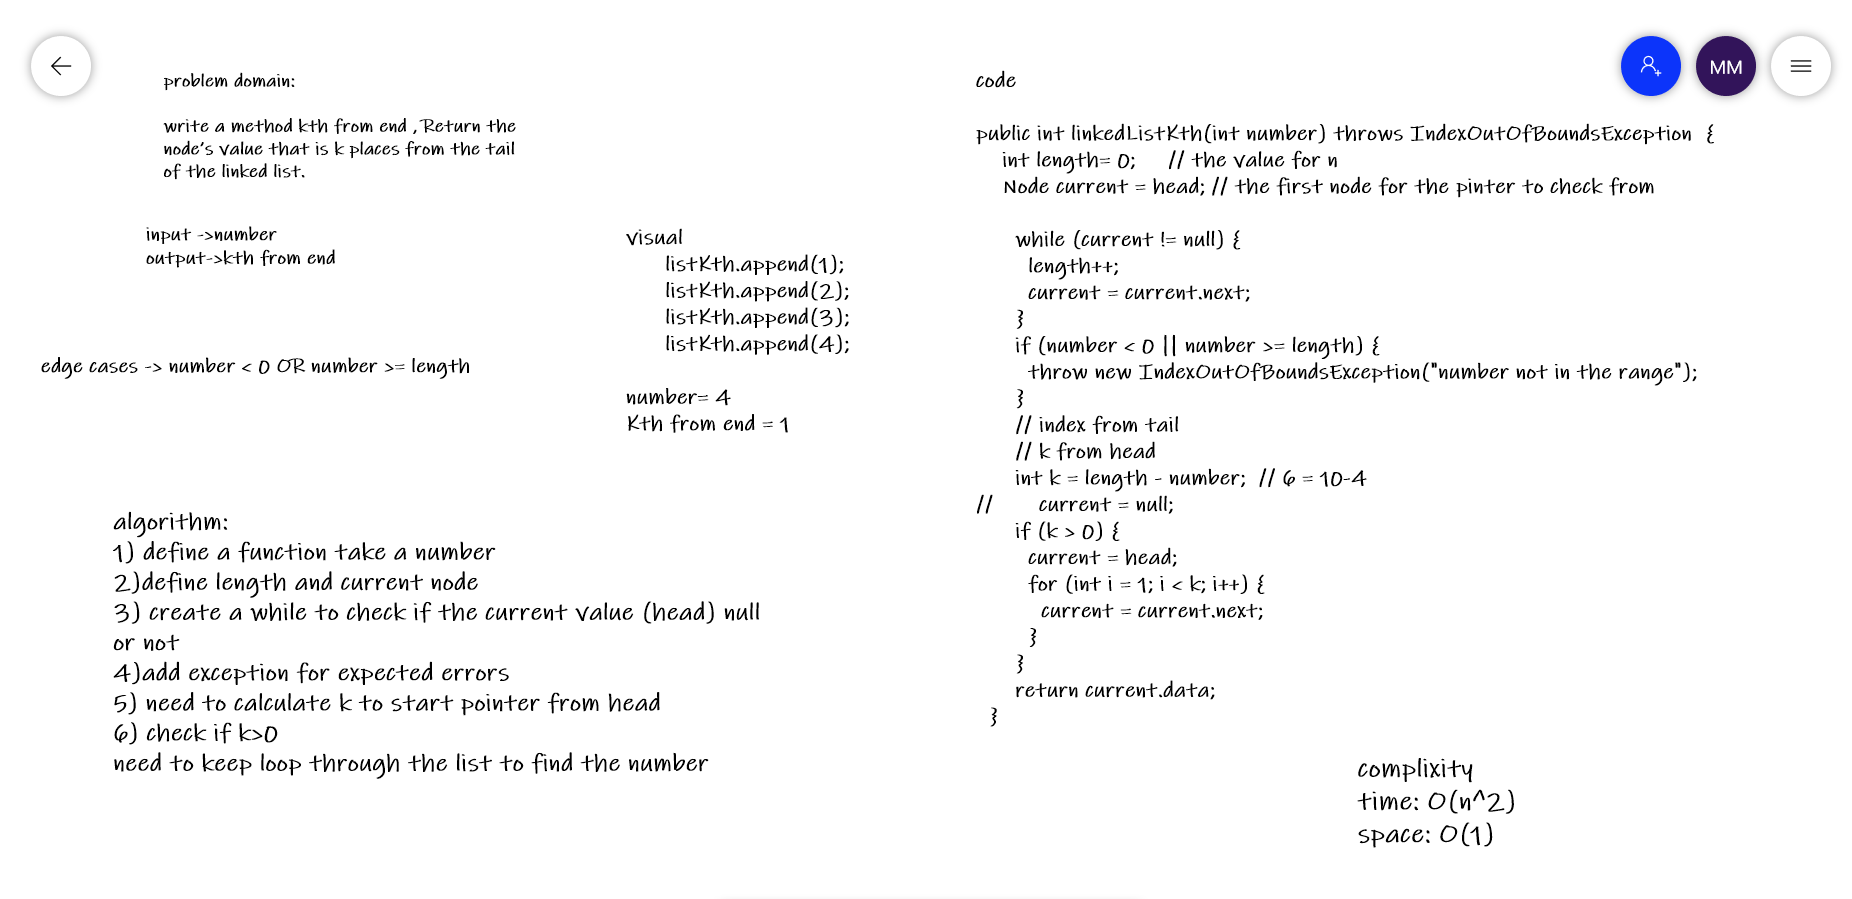 problem domain:
write a method kth from end , Return the
node's value that is k places from the tail
of the linked list.
input ->number
output->kth from end
edge cases -> number < 0 OR number >= length
visual
listKth.append(1);
listKth.append(2);
listKth.append(3);
listKth.append(4);
number= 4
Kth from end = 1
algorithm:
1) define a function take a number
2)define length and current node
3) create a while to check if the current value (head) null
or not
4)add exception for expected errors
5) need to calculate k to start pointer from head
6) check if k>0
need to keep loop through the list to find the number
code
public int linkedListKth(int number) throws IndexOutOfBoundsException  {
int length= 0;     // the value for n
Node current = head; // the first node for the pinter to check from
while (current != null) {
length++;
current = current.next;
}
if (number < 0 || number >= length) {
throw new IndexOutOfBoundsException("number not in the range");
}
// index from tail
// k from head
int k = length - number;  // 6 = 10-4
//       current = null;
if (k > 0) {
current = head;
for (int i = 1; i < k; i++) {
current = current.next;
}
}
return current.data;
}
complixity
time: O(n^2)
space: O(1)
MM